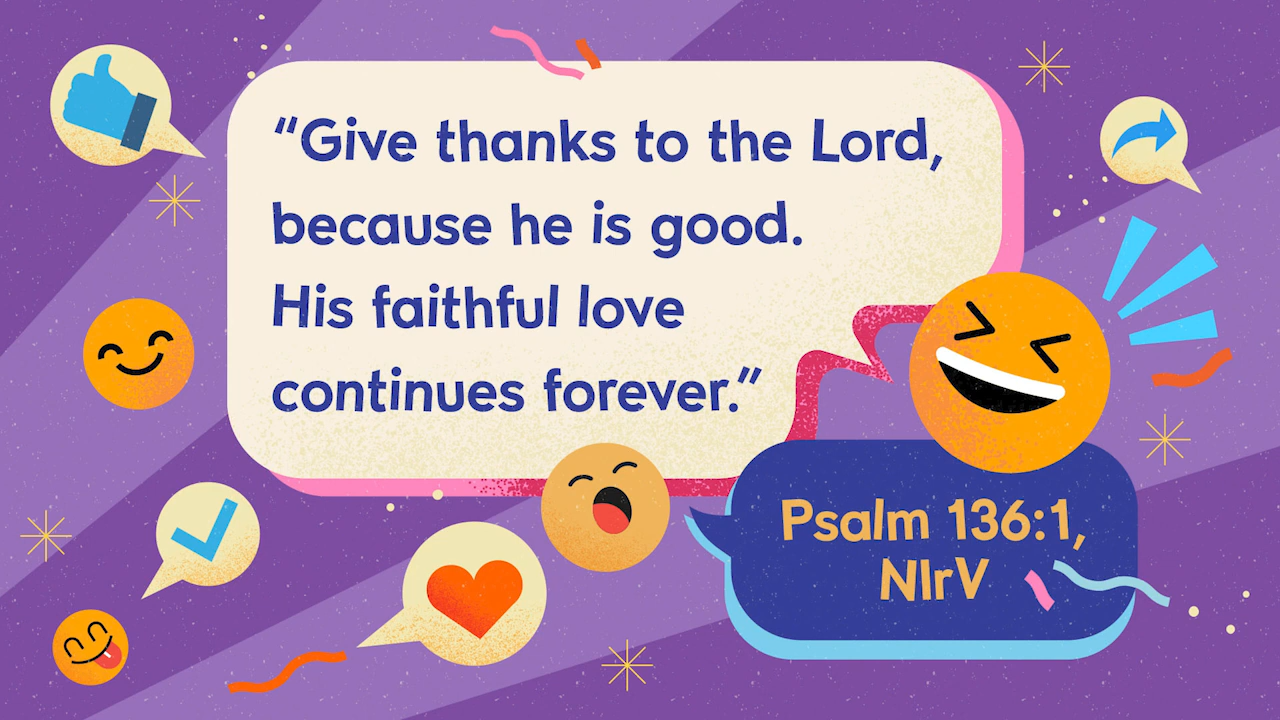 “Give thanks to the Lord,
because he is good.
His faithful love
continues forever.”
Psalm 136:1,
NIrV